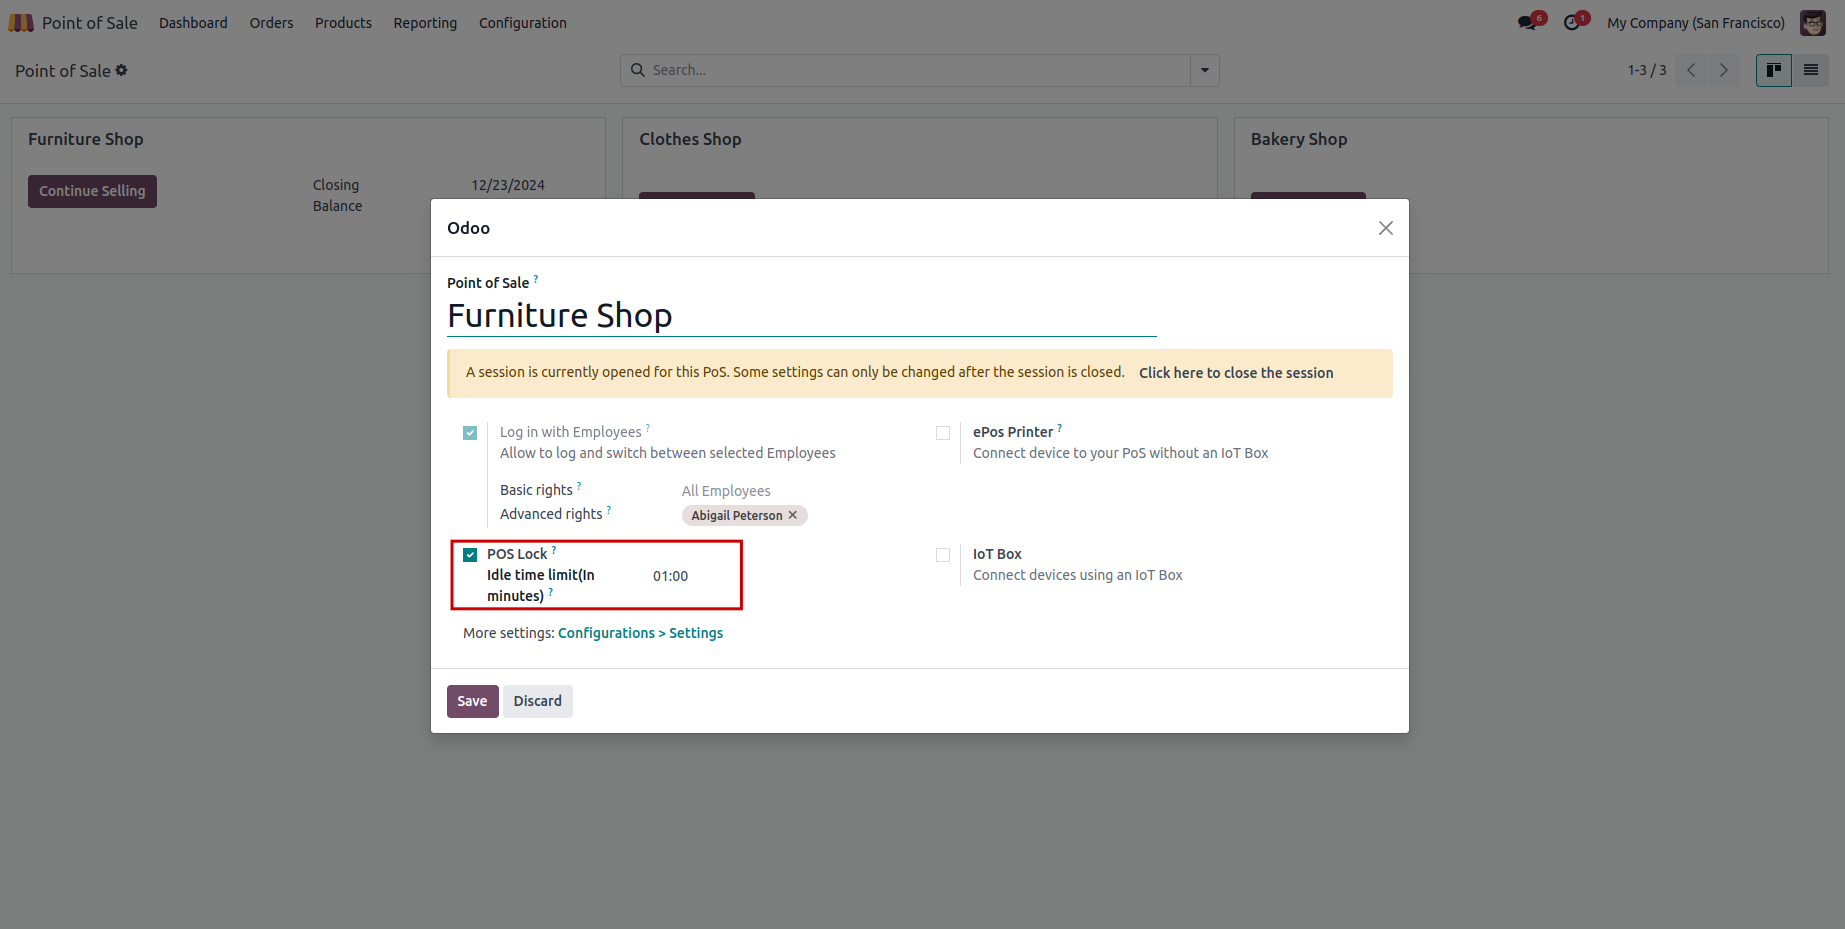 Point of Sale Dashboard Orders Products Reporting Configuration 6 1 My Company (San Francisco)
Point of Sale Search... 1-3 / 3
Furniture Shop Clothes Shop Bakery Shop
Continue Selling Closing 12/23/2024
Balance
Odoo
Point of Sale ?
Furniture Shop
A session is currently opened for this PoS. Some settings can only be changed after the session is closed. Click here to close the session
Log in with Employees ?
Allow to log and switch between selected Employees
Basic rights ? All Employees
Advanced rights ? Abigail Peterson ✕
ePos Printer ?
Connect device to your PoS without an IoT Box
POS Lock ?
Idle time limit(In 01:00
minutes) ?
IoT Box
Connect devices using an IoT Box
More settings: Configurations > Settings
Save Discard